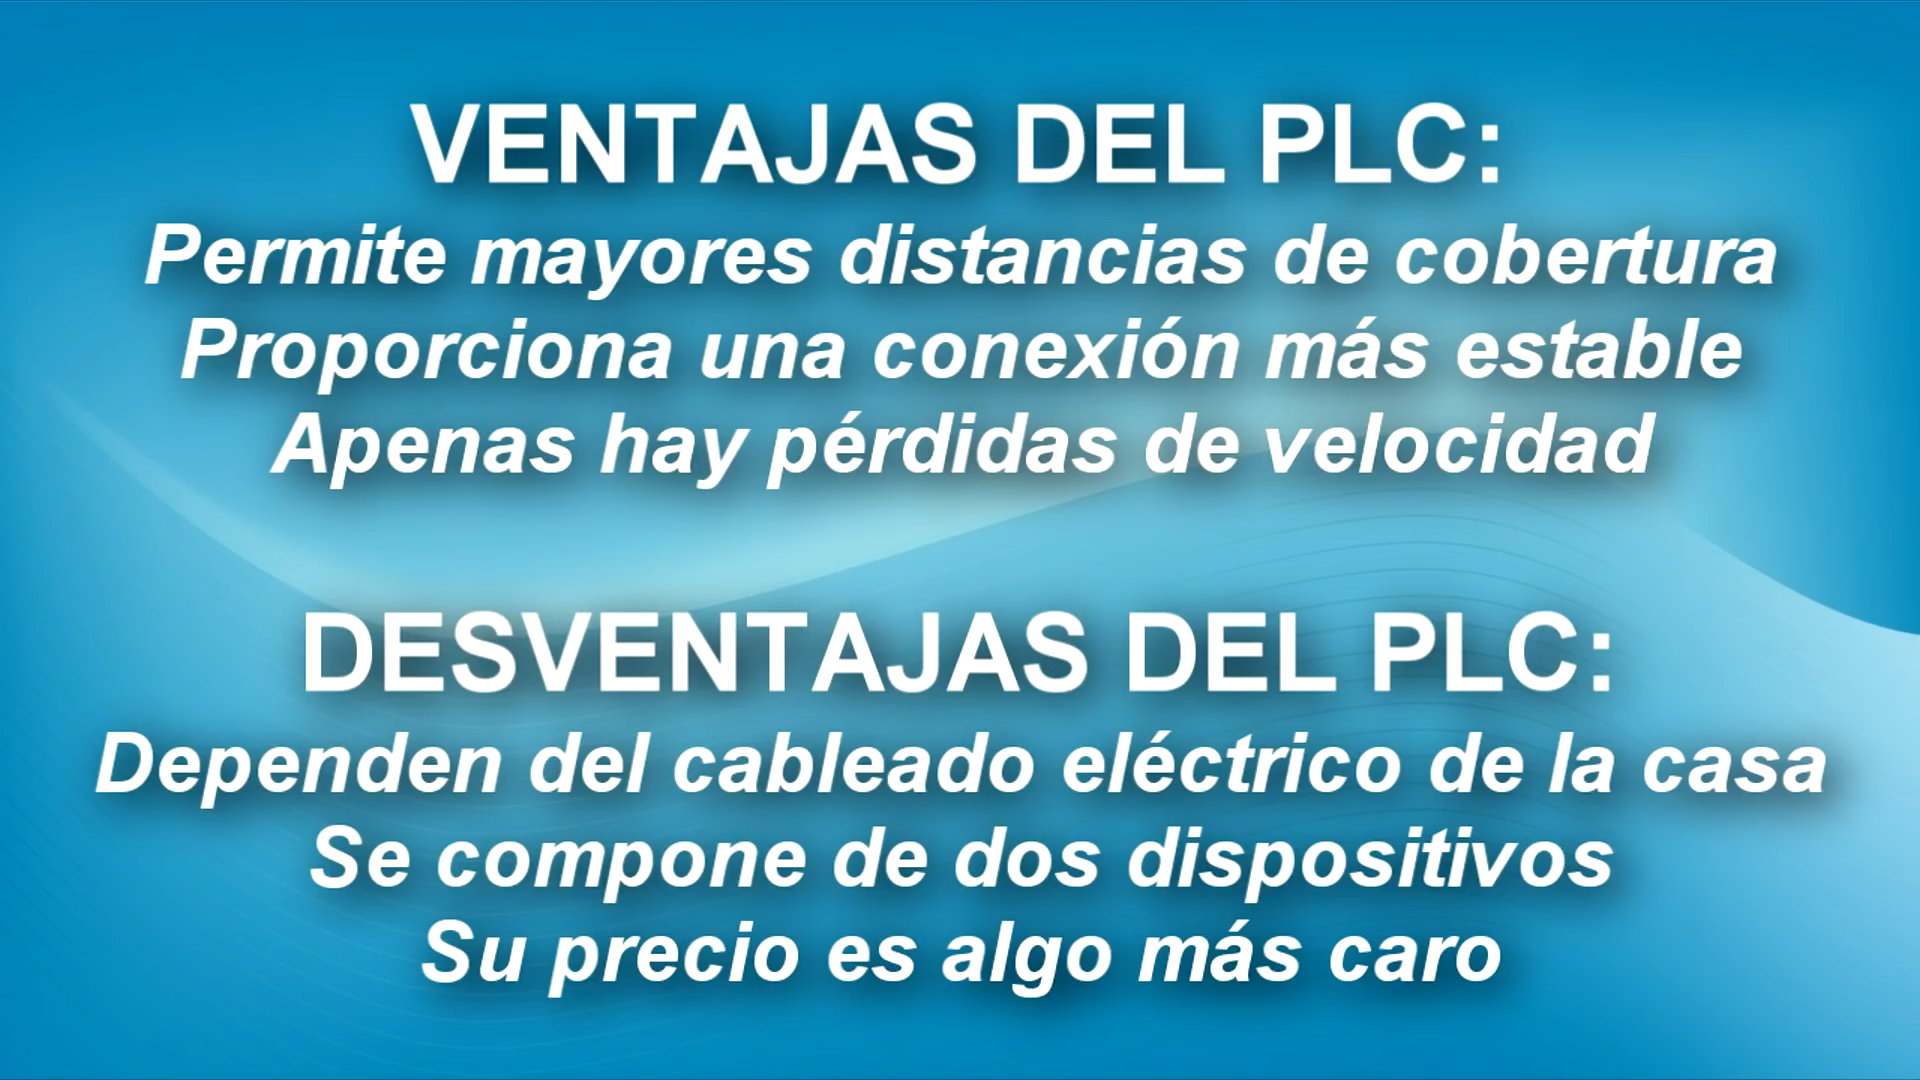 VENTAJAS DEL PLC:
Permite mayores distancias de cobertura
Proporciona una conexión más estable
Apenas hay pérdidas de velocidad
DESVENTAJAS DEL PLC:
Dependen del cableado eléctrico de la casa
Se compone de dos dispositivos
Su precio es algo más caro